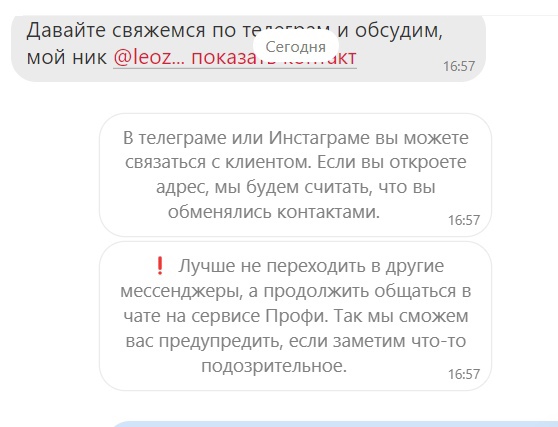 Давайте свяжемся по телеграм и обсудим,
Сегодня
мой ник @leoz... показать контакт
16:57
В телеграме или Инстаграме вы можете
связаться с клиентом. Если вы откроете
адрес, мы будем считать, что вы
обменялись контактами.
16:57
❗ Лучше не переходить в другие
мессенджеры, а продолжить общаться в
чате на сервисе Профи. Так мы сможем
вас предупредить, если заметим что-то
подозрительное.
16:57